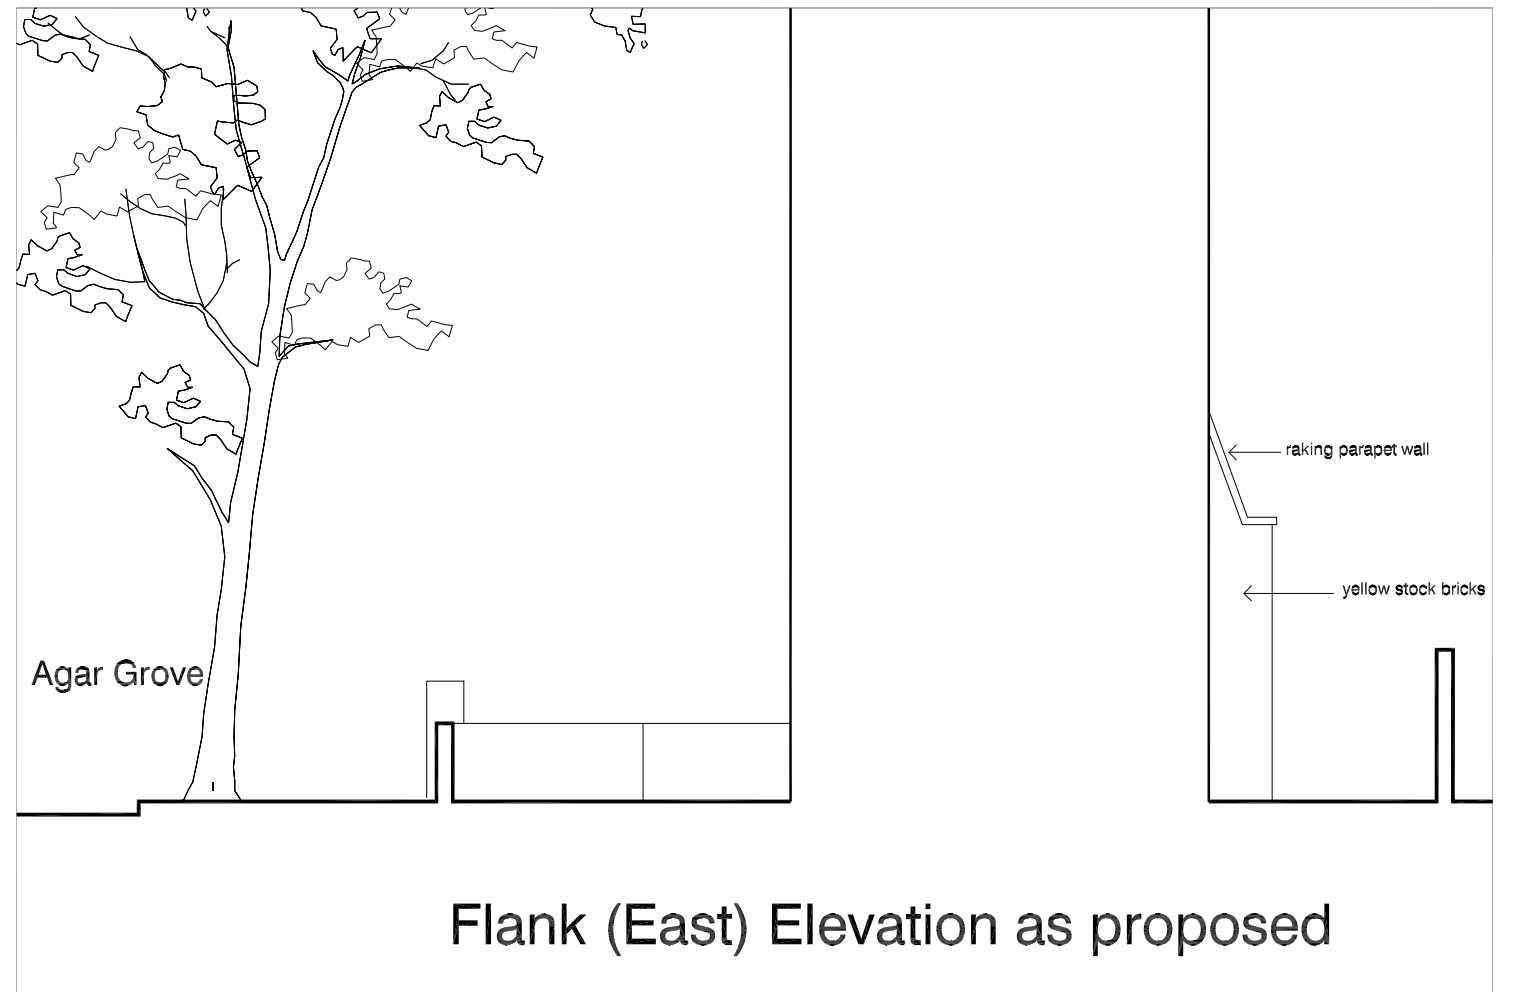 raking parapet wall
yellow stock bricks
Agar Grove
Flank (East) Elevation as proposed